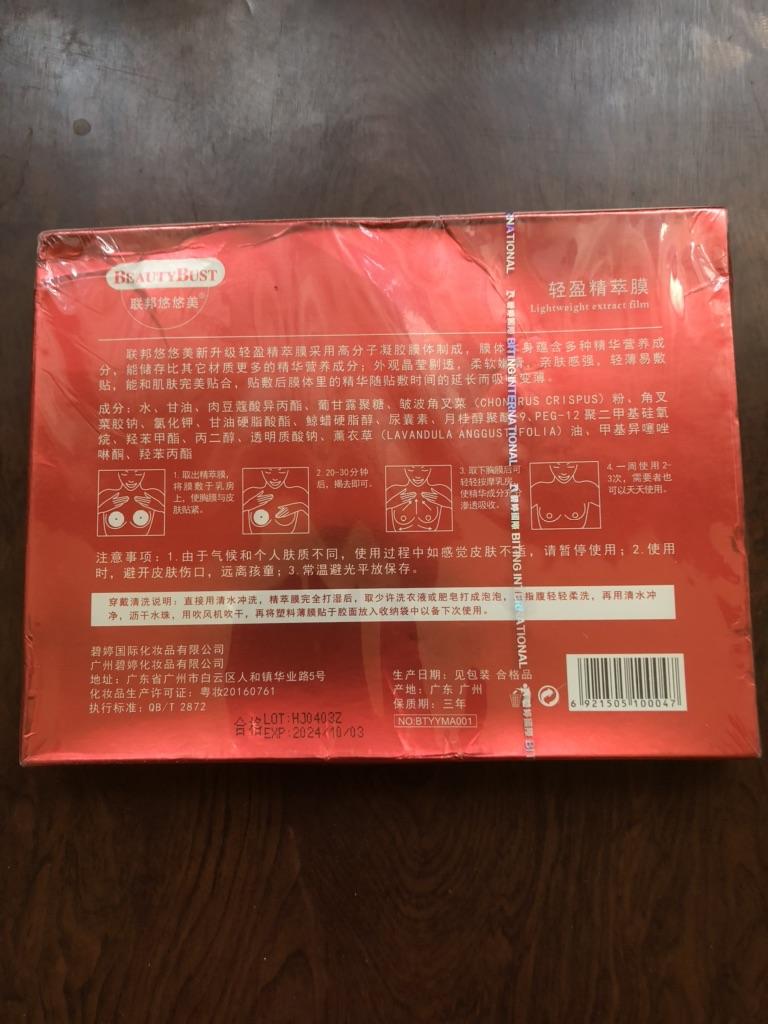 BEAUTYBUST
联邦悠悠美®
轻盈精萃膜
Lightweight extract film
联邦悠悠美新升级轻盈精萃膜采用高分子凝胶膜体制成，膜体 身蕴含多种精华营养成
分，能储存比其它材质更多的精华营养成分；外观晶莹剔透，柔软嫩滑，亲肤感强，轻薄易敷
贴，能和肌肤完美贴合，贴敷后膜体里的精华随贴敷时间的延长而吸 变薄。
成分：水、甘油、肉豆蔻酸异丙酯、葡甘露聚糖、皱波角叉菜（CHONDRUS CRISPUS）粉、角叉
菜胶钠、氯化钾、甘油硬脂酸酯、鲸蜡硬脂醇、尿囊素、月桂醇聚醚-9、PEG-12 聚二甲基硅氧
烷、羟苯甲酯、丙二醇、透明质酸钠、薰衣草（LAVANDULA ANGGUSTIFOLIA）油、甲基异噻唑
啉酮、羟苯丙酯
1.取出精萃膜，
将膜敷于乳房
上，使胸膜与皮
肤贴紧。
2.20-30分钟
后，揭去即可。
3.取下胸膜后可
轻轻按摩乳房，
使精华成分充分
渗透吸收。
4.一周使用2-
3次，需要者也
可以天天使用。
注意事项：1.由于气候和个人肤质不同，使用过程中如感觉皮肤不适，请暂停使用；2.使用
时，避开皮肤伤口，远离孩童；3.常温避光平放保存。
穿戴清洗说明：直接用清水冲洗，精萃膜完全打湿后，取少许洗衣液或肥皂打成泡泡， 指腹轻轻柔洗，再用清水冲
净，沥干水珠，用吹风机吹干，再将塑料薄膜贴于胶面放入收纳袋中以备下次使用。
碧婷国际化妆品有限公司
广州碧婷化妆品有限公司
地址：广东省广州市白云区人和镇华业路5号
化妆品生产许可证：粤妆20160761
执行标准：QB/T 2872
生产日期：见包装 合格品
产地：广东 广州
保质期：三年
NO:BTYYMA001
合格
LOT:HJ0403Z
EXP:2024/10/03
6 921505 100047
NATIONAL
BITING INTERNATIONAL
BITING INTERNATIONAL